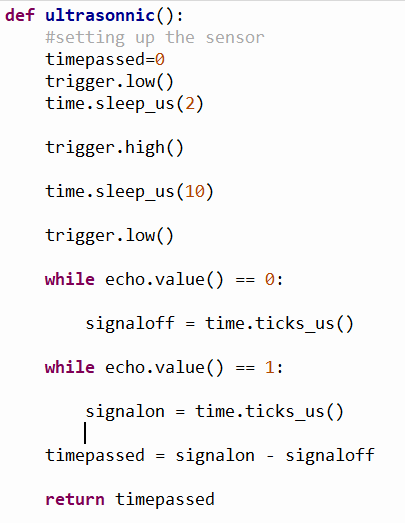 def ultrasonnic():
#setting up the sensor
timepassed=0
trigger.low()
time.sleep_us(2)
trigger.high()
time.sleep_us(10)
trigger.low()
while echo.value() == 0:
signaloff = time.ticks_us()
while echo.value() == 1:
signalon = time.ticks_us()
timepassed = signalon - signaloff
return timepassed